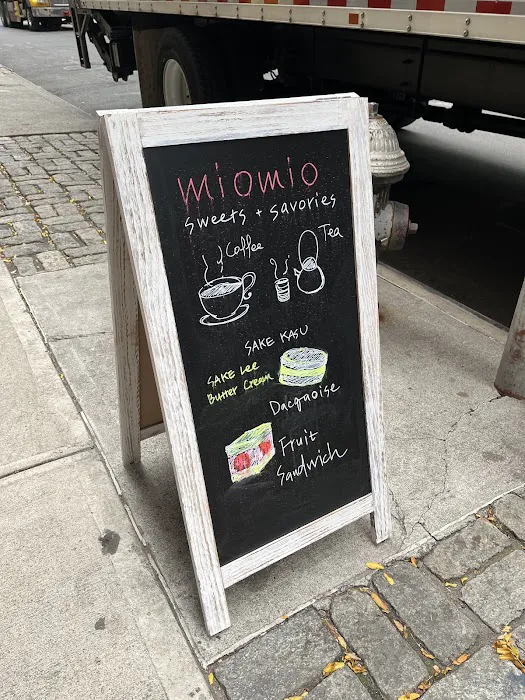 miomio
sweets + savories
Coffee
Tea
SAKE KASU
SAKE Lee
Butter Cream
Dacquoise
Fruit
Sandwich